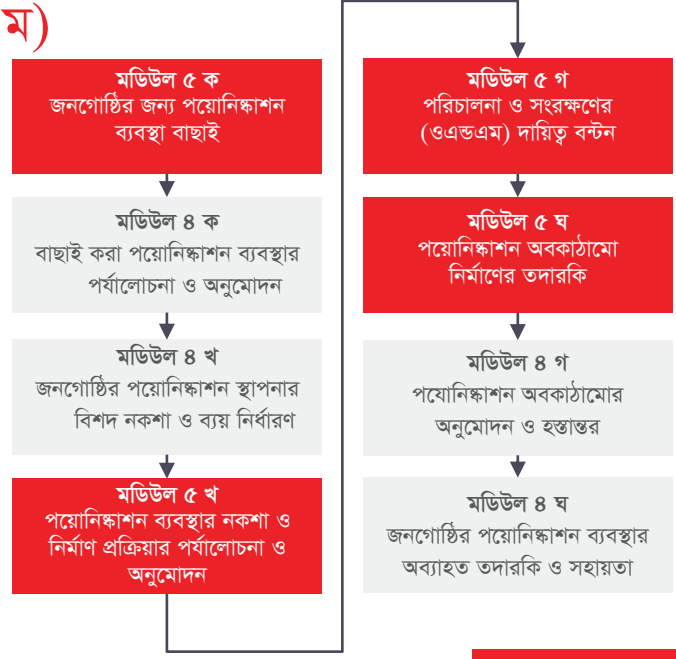 ম)
মডিউল ৫ ক
জনগোষ্ঠির জন্য পয়োনিষ্কাশন
ব্যবস্থা বাছাই
মডিউল ৪ ক
বাছাই করা পয়োনিষ্কাশন ব্যবস্থার
পর্যালোচনা ও অনুমোদন
মডিউল ৪ খ
জনগোষ্ঠির পয়োনিষ্কাশন স্থাপনার
বিশদ নকশা ও ব্যয় নির্ধারণ
মডিউল ৫ খ
পয়োনিষ্কাশন ব্যবস্থার নকশা ও
নির্মাণ প্রক্রিয়ার পর্যালোচনা ও
অনুমোদন
মডিউল ৫ গ
পরিচালনা ও সংরক্ষণের
(ওএন্ডএম) দায়িত্ব বন্টন
মডিউল ৫ ঘ
পয়োনিষ্কাশন অবকাঠামো
নির্মাণের তদারকি
মডিউল ৪ গ
পযোনিষ্কাশন অবকাঠামোর
অনুমোদন ও হস্তান্তর
মডিউল ৪ ঘ
জনগোষ্ঠির পয়োনিষ্কাশন ব্যবস্থার
অব্যাহত তদারকি ও সহায়তা